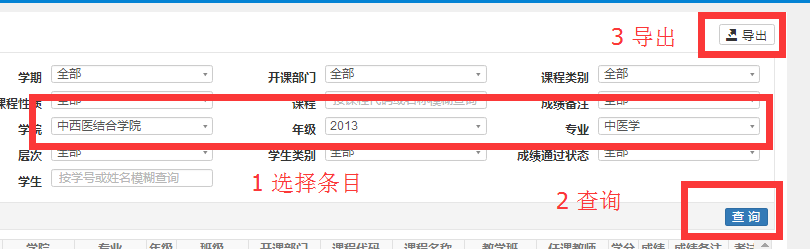 3 导出 导出
学期 全部 开课部门 全部 课程类别 全部
课程性质 课程 按课程代码或名称模糊查询 成绩备注 全部
学院 中西医结合学院 年级 2013 专业 中医学
层次 全部 学生类别 全部 成绩通过状态 全部
学生 按学号或姓名模糊查询 1 选择条目
2 查询 查 询
学院 专业 年级 班级 开课部门 课程代码 课程名称 教学班 任课教师 学分 成绩 成绩备注